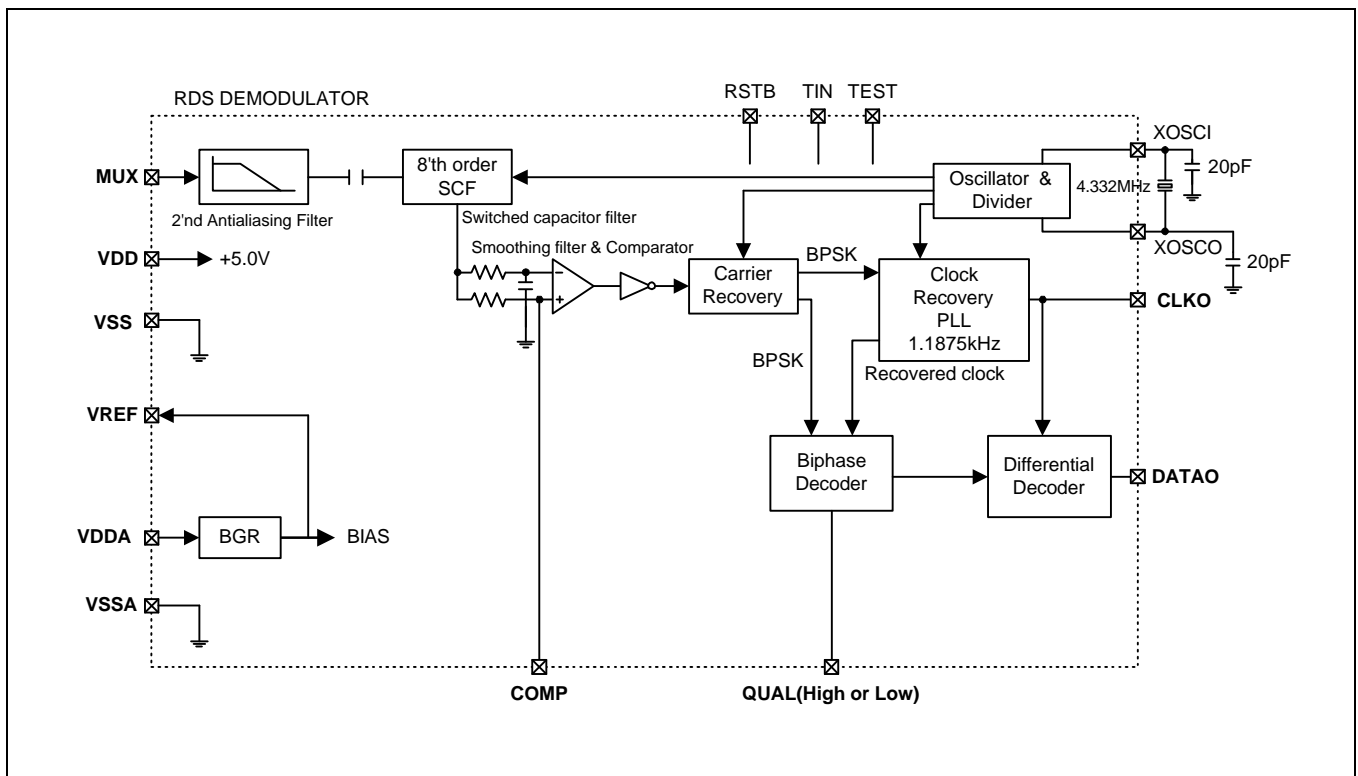 RDS DEMODULATOR
RSTB
TIN
TEST
XOSCI
MUX
8'th order
SCF
Oscillator &
Divider
4.332MHz
20pF
2'nd Antialiasing Filter
Switched capacitor filter
XOSCO
Smoothing filter & Comparator
VDD
+5.0V
20pF
Carrier
Recovery
BPSK
Clock
Recovery
PLL
1.1875kHz
CLKO
VSS
BPSK
Recovered clock
VREF
Biphase
Decoder
Differential
Decoder
DATAO
VDDA
BGR
BIAS
VSSA
COMP
QUAL(High or Low)